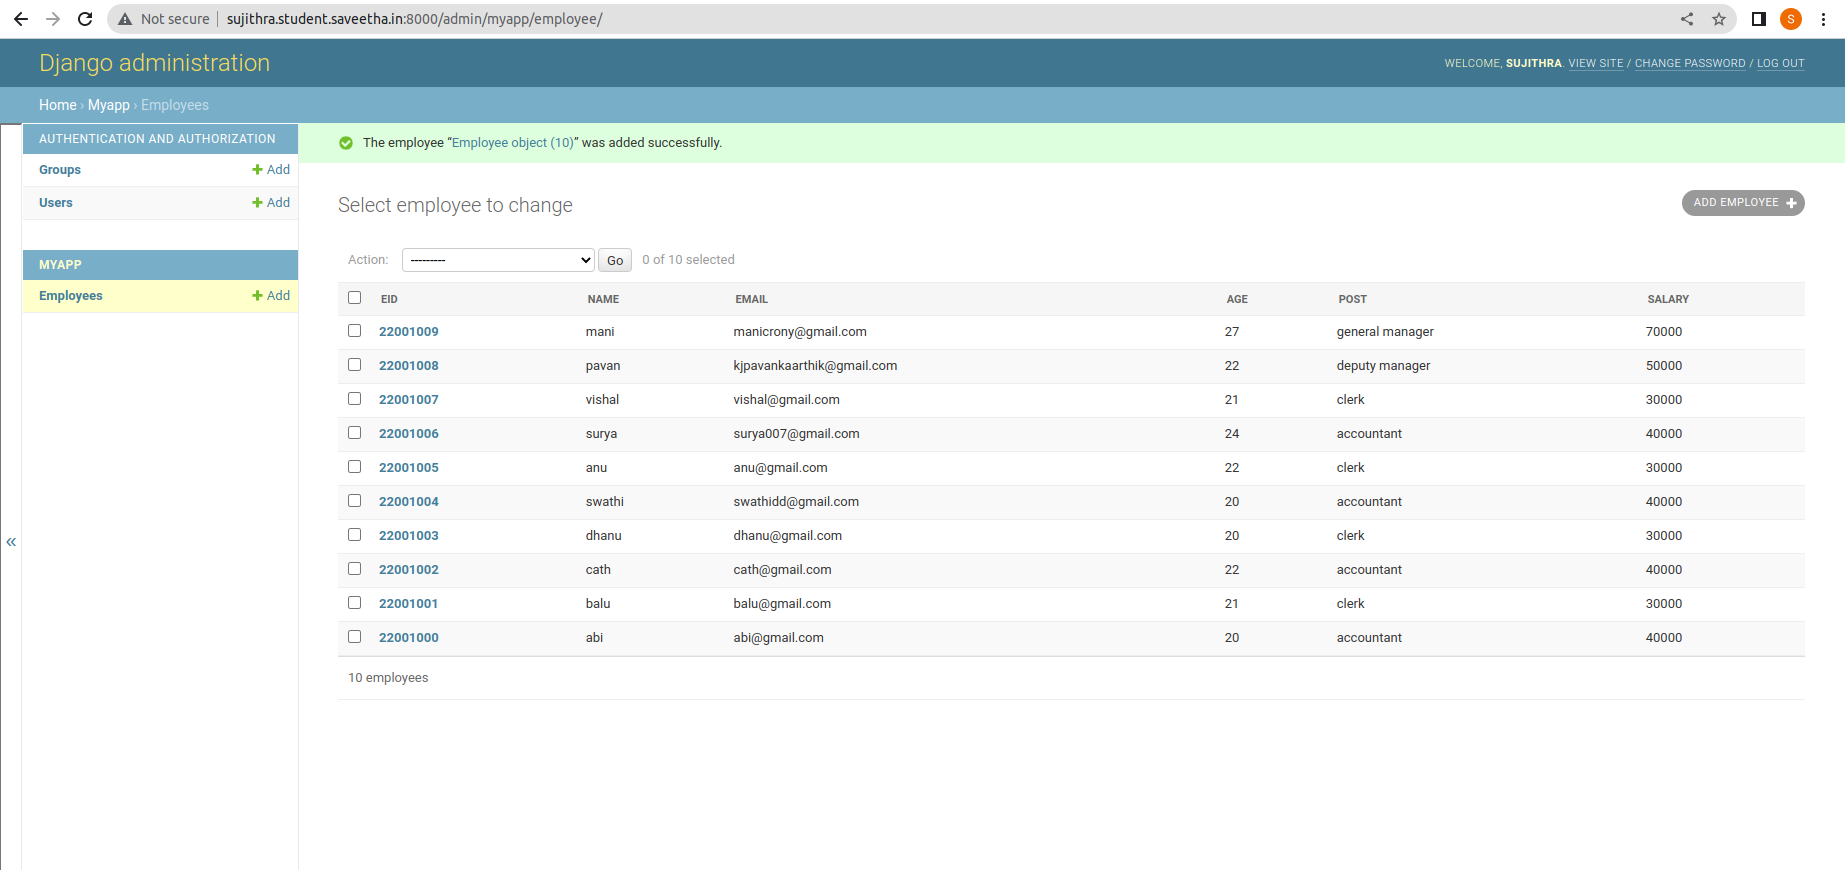 Not secure | sujithra.student.saveetha.in:8000/admin/myapp/employee/
S
Django administration
WELCOME, SUJITHRA. VIEW SITE / CHANGE PASSWORD / LOG OUT
Home › Myapp › Employees
AUTHENTICATION AND AUTHORIZATION
Groups + Add
Users + Add
MYAPP
Employees + Add
«
The employee “Employee object (10)” was added successfully.
Select employee to change
ADD EMPLOYEE +
Action: --------- Go 0 of 10 selected
EID NAME EMAIL AGE POST SALARY
22001009 mani manicrony@gmail.com 27 general manager 70000
22001008 pavan kjpavankaarthik@gmail.com 22 deputy manager 50000
22001007 vishal vishal@gmail.com 21 clerk 30000
22001006 surya surya007@gmail.com 24 accountant 40000
22001005 anu anu@gmail.com 22 clerk 30000
22001004 swathi swathidd@gmail.com 20 accountant 40000
22001003 dhanu dhanu@gmail.com 20 clerk 30000
22001002 cath cath@gmail.com 22 accountant 40000
22001001 balu balu@gmail.com 21 clerk 30000
22001000 abi abi@gmail.com 20 accountant 40000
10 employees